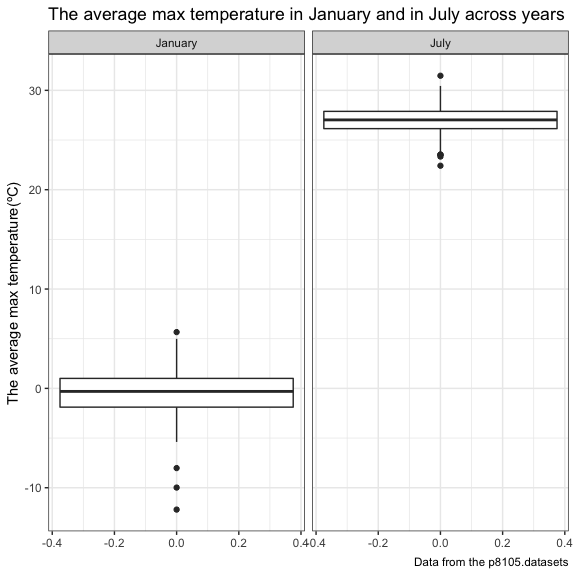 The average max temperature in January and in July across years
January
July
The average max temperature(ºC)
30
20
10
0
-10
-0.4 -0.2 0.0 0.2 0.4
-0.4 -0.2 0.0 0.2 0.4
Data from the p8105.datasets